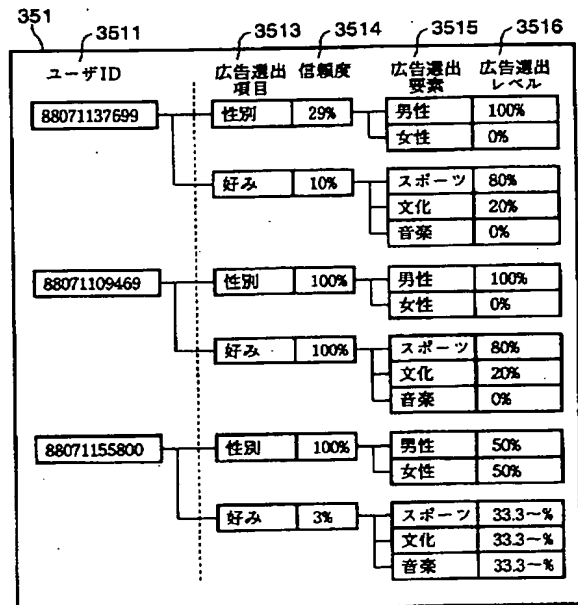 351
3511
3513
3514
3515
3516
ユーザID
広告選出項目
信頼度
広告選出要素
広告選出レベル
88071137699
性別
29%
男性
100%
女性
0%
好み
10%
スポーツ
80%
文化
20%
音楽
0%
88071109469
性別
100%
男性
100%
女性
0%
好み
100%
スポーツ
80%
文化
20%
音楽
0%
88071155800
性別
100%
男性
50%
女性
50%
好み
3%
スポーツ
33.3~%
文化
33.3~%
音楽
33.3~%